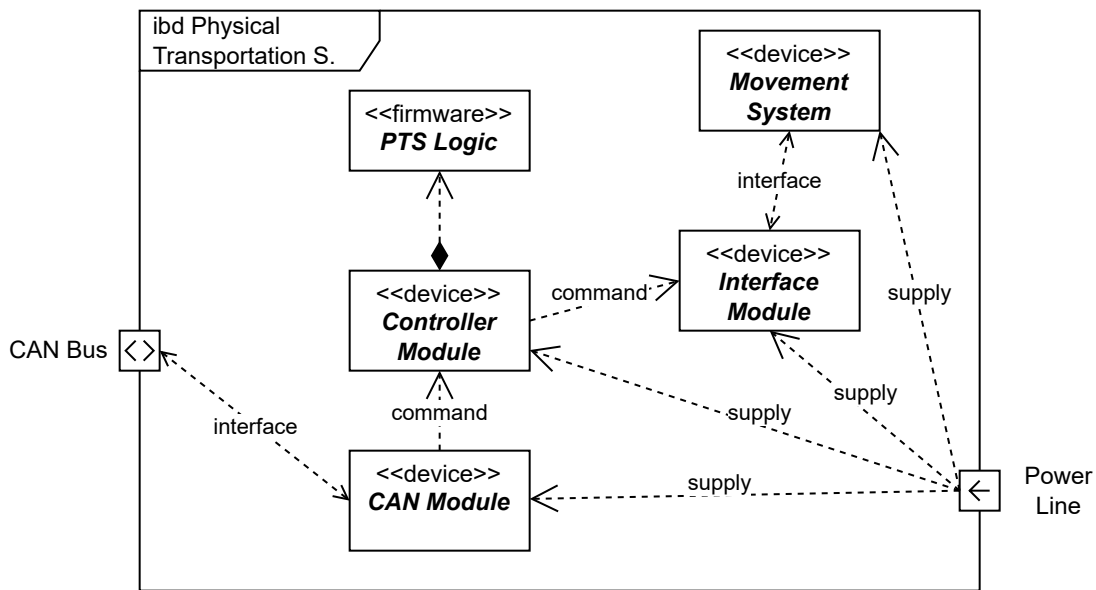 ibd Physical
Transportation S.
<<device>>
Movement
System
<<firmware>>
PTS Logic
interface
<<device>>
Interface
Module
<<device>>
Controller
Module
command
supply
CAN Bus
supply
command
supply
interface
<<device>>
CAN Module
supply
Power
Line